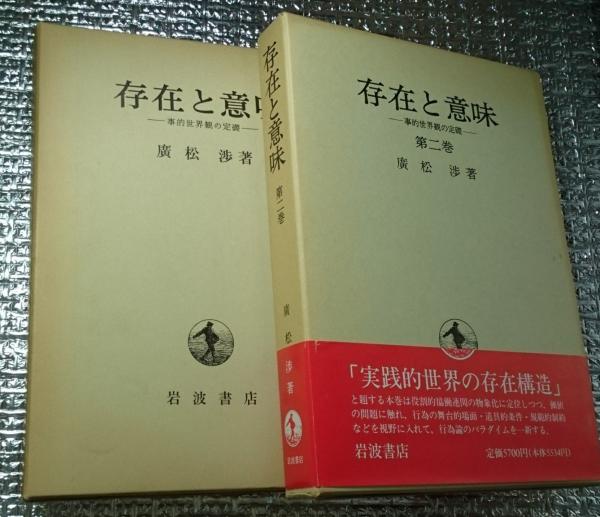 存在と意味
—事的世界観の定礎—
廣松 渉著
岩波書店
存在と意味
第二巻
廣松 渉著
岩波書店
存在と意味
—事的世界観の定礎—
第二巻
廣松 渉著
「実践的世界の存在構造」
と題する本巻は役割的協働連関の物象化に定位しつつ、価値
の問題に触れ、行為の舞台的場面・道具的条件・規範的制約
などを視野に入れて、行為論のパラダイムを一新する。
岩波書店
定価5700円(本体5534円)